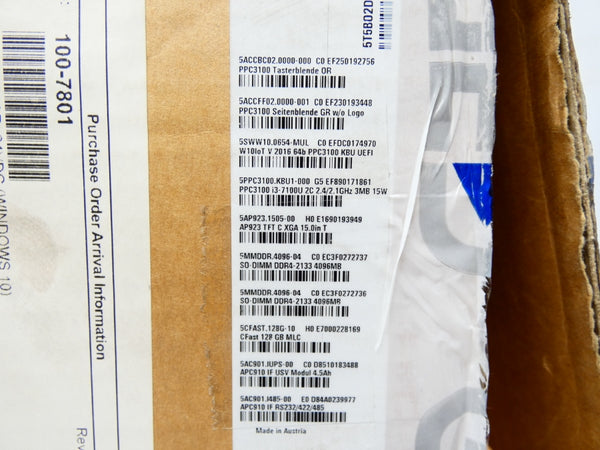 5T5B02D
5ACCBC02.0000-000 C0 EF250192756
PPC3100 Tasterblende OR
5ACCFF02.0000-001 C0 EF230193448
PPC3100 Seitenblende GR w/o Logo
5SWW10.0654-MUL C0 EFDC0174970
W10IoT V 2016 64b PPC3100 KBU UEFI
5PPC3100.KBU1-000 G5 EF890171861
PPC3100 i3-7100U 2C 2.4/2.1GHz 3MB 15W
5AP923.1505-00 H0 E1690193949
AP923 TFT C XGA 15.0in T
5MMDDR.4096-04 C0 EC3F0272737
SO-DIMM DDR4-2133 4096MB
5MMDDR.4096-04 C0 EC3F0272736
SO-DIMM DDR4-2133 4096MB
5CFAST.128G-10 H0 E7000228169
CFast 128 GB MLC
5AC901.IUPS-00 C0 D8510183488
APC910 IF USV Modul 4.5Ah
5AC901.I485-00 E0 D84A0239977
APC910 IF RS232/422/485
Made in Austria
100-7801
Purchase Order Arrival Information
(WINDOWS 10)
Rev